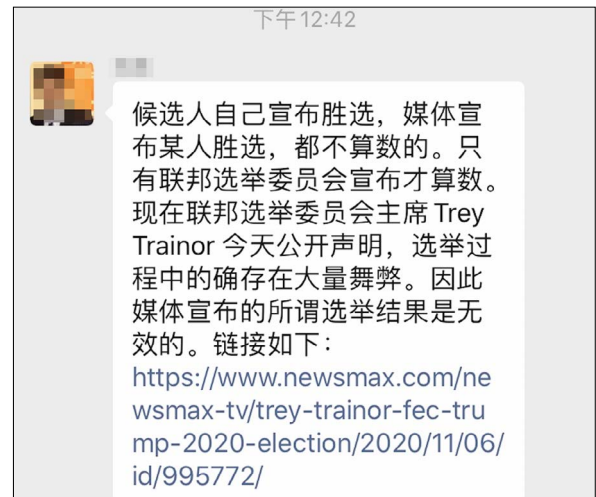 下午12:42
候选人自己宣布胜选，媒体宣
布某人胜选，都不算数的。只
有联邦选举委员会宣布才算数。
现在联邦选举委员会主席 Trey
Trainor 今天公开声明，选举过
程中的确存在大量舞弊。因此
媒体宣布的所谓选举结果是无
效的。链接如下：
https://www.newsmax.com/ne
wsmax-tv/trey-trainor-fec-tru
mp-2020-election/2020/11/06/
id/995772/